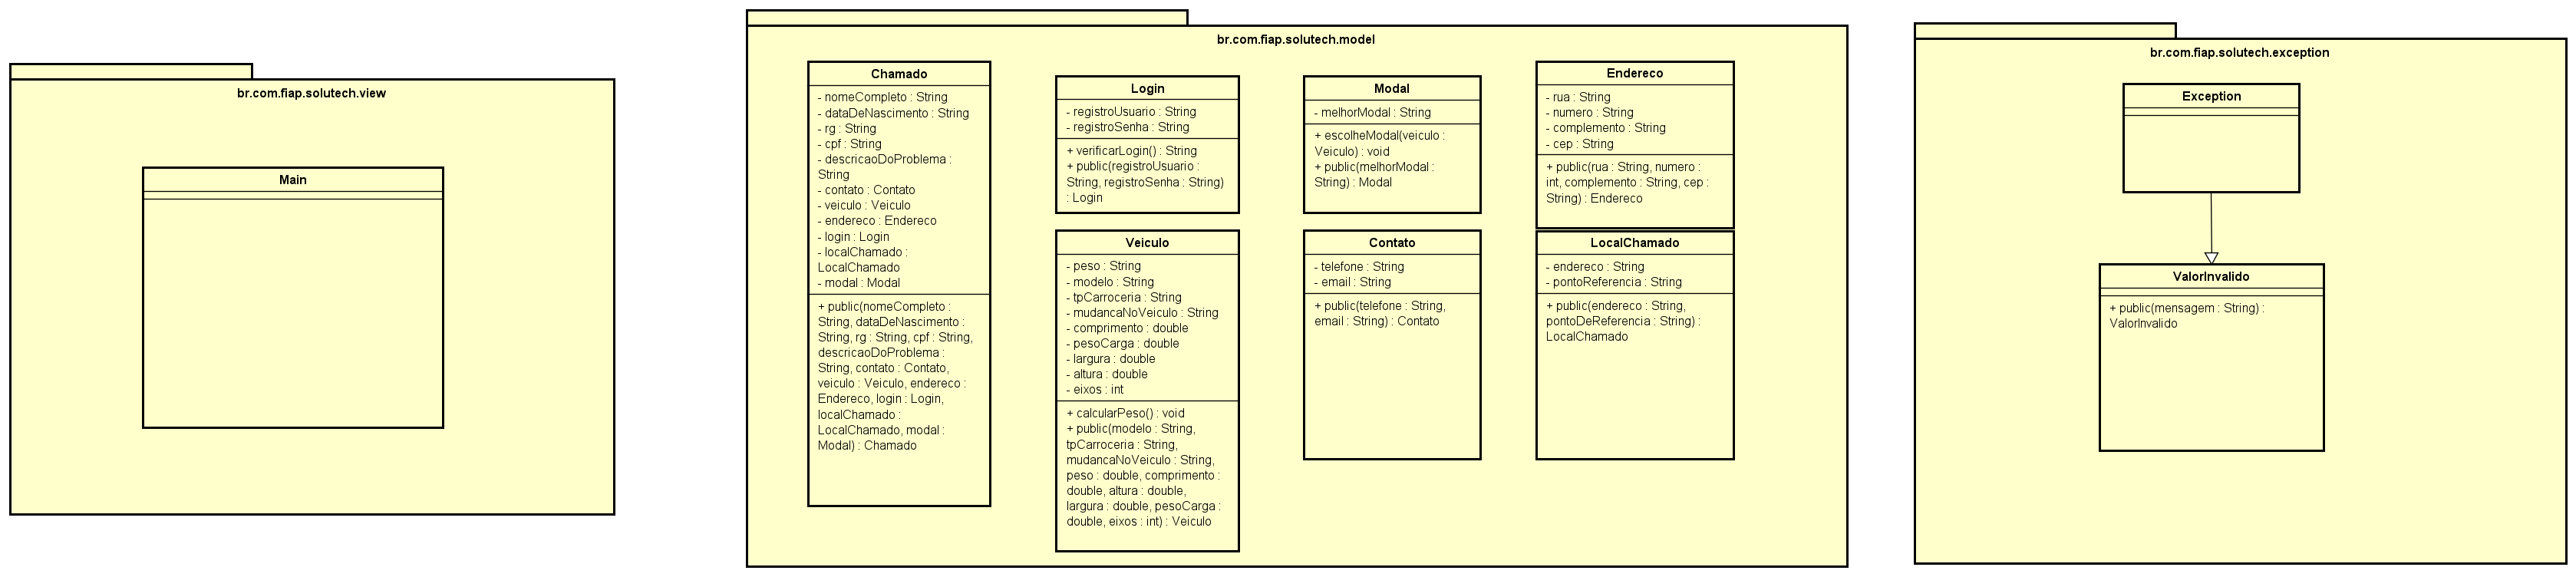 br.com.fiap.solutech.view
Main
br.com.fiap.solutech.model
Chamado
- nomeCompleto : String
- dataDeNascimento : String
- rg : String
- cpf : String
- descricaoDoProblema :
String
- contato : Contato
- veiculo : Veiculo
- endereco : Endereco
- login : Login
- localChamado :
LocalChamado
- modal : Modal
+ public(nomeCompleto :
String, dataDeNascimento :
String, rg : String, cpf : String,
descricaoDoProblema :
String, contato : Contato,
veiculo : Veiculo, endereco :
Endereco, login : Login,
localChamado :
LocalChamado, modal :
Modal) : Chamado
Login
- registroUsuario : String
- registroSenha : String
+ verificarLogin() : String
+ public(registroUsuario :
String, registroSenha : String)
: Login
Modal
- melhorModal : String
+ escolheModal(veiculo :
Veiculo) : void
+ public(melhorModal :
String) : Modal
Endereco
- rua : String
- numero : String
- complemento : String
- cep : String
+ public(rua : String, numero :
int, complemento : String, cep :
String) : Endereco
Veiculo
- peso : String
- modelo : String
- tpCarroceria : String
- mudancaNoVeiculo : String
- comprimento : double
- pesoCarga : double
- largura : double
- altura : double
- eixos : int
+ calcularPeso() : void
+ public(modelo : String,
tpCarroceria : String,
mudancaNoVeiculo : String,
peso : double, comprimento :
double, altura : double,
largura : double, pesoCarga :
double, eixos : int) : Veiculo
Contato
- telefone : String
- email : String
+ public(telefone : String,
email : String) : Contato
LocalChamado
- endereco : String
- pontoReferencia : String
+ public(endereco : String,
pontoDeReferencia : String) :
LocalChamado
br.com.fiap.solutech.exception
Exception
ValorInvalido
+ public(mensagem : String) :
ValorInvalido